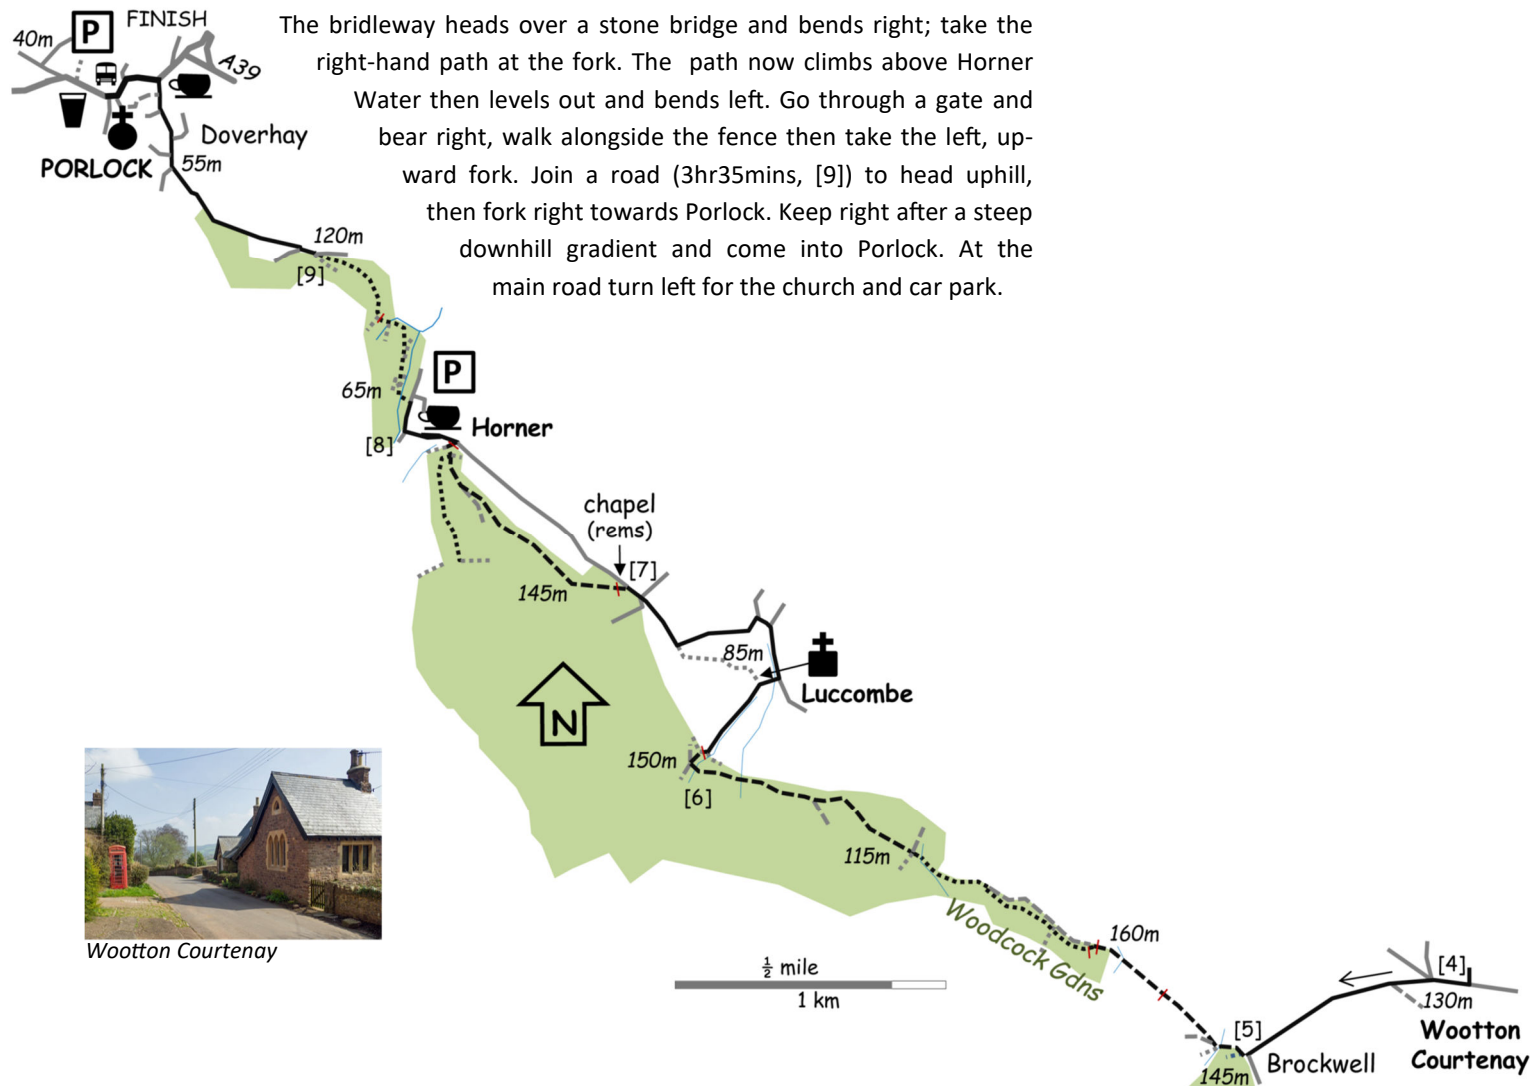 The bridleway heads over a stone bridge and bends right; take the
right-hand path at the fork. The path now climbs above Horner
Water then levels out and bends left. Go through a gate and
bear right, walk alongside the fence then take the left, up-
ward fork. Join a road (3hr35mins, [9]) to head uphill,
then fork right towards Porlock. Keep right after a steep
downhill gradient and come into Porlock. At the
main road turn left for the church and car park.
FINISH
P
40m
A39
Doverhay
PORLOCK
55m
120m
[9]
P
65m
Horner
[8]
chapel
(rems)
[7]
145m
85m
Luccombe
N
150m
[6]
115m
Woodcock Gdns
160m
[4]
130m
Wootton
Courtenay
[5]
Brockwell
145m
½ mile
1 km
Wootton Courtenay